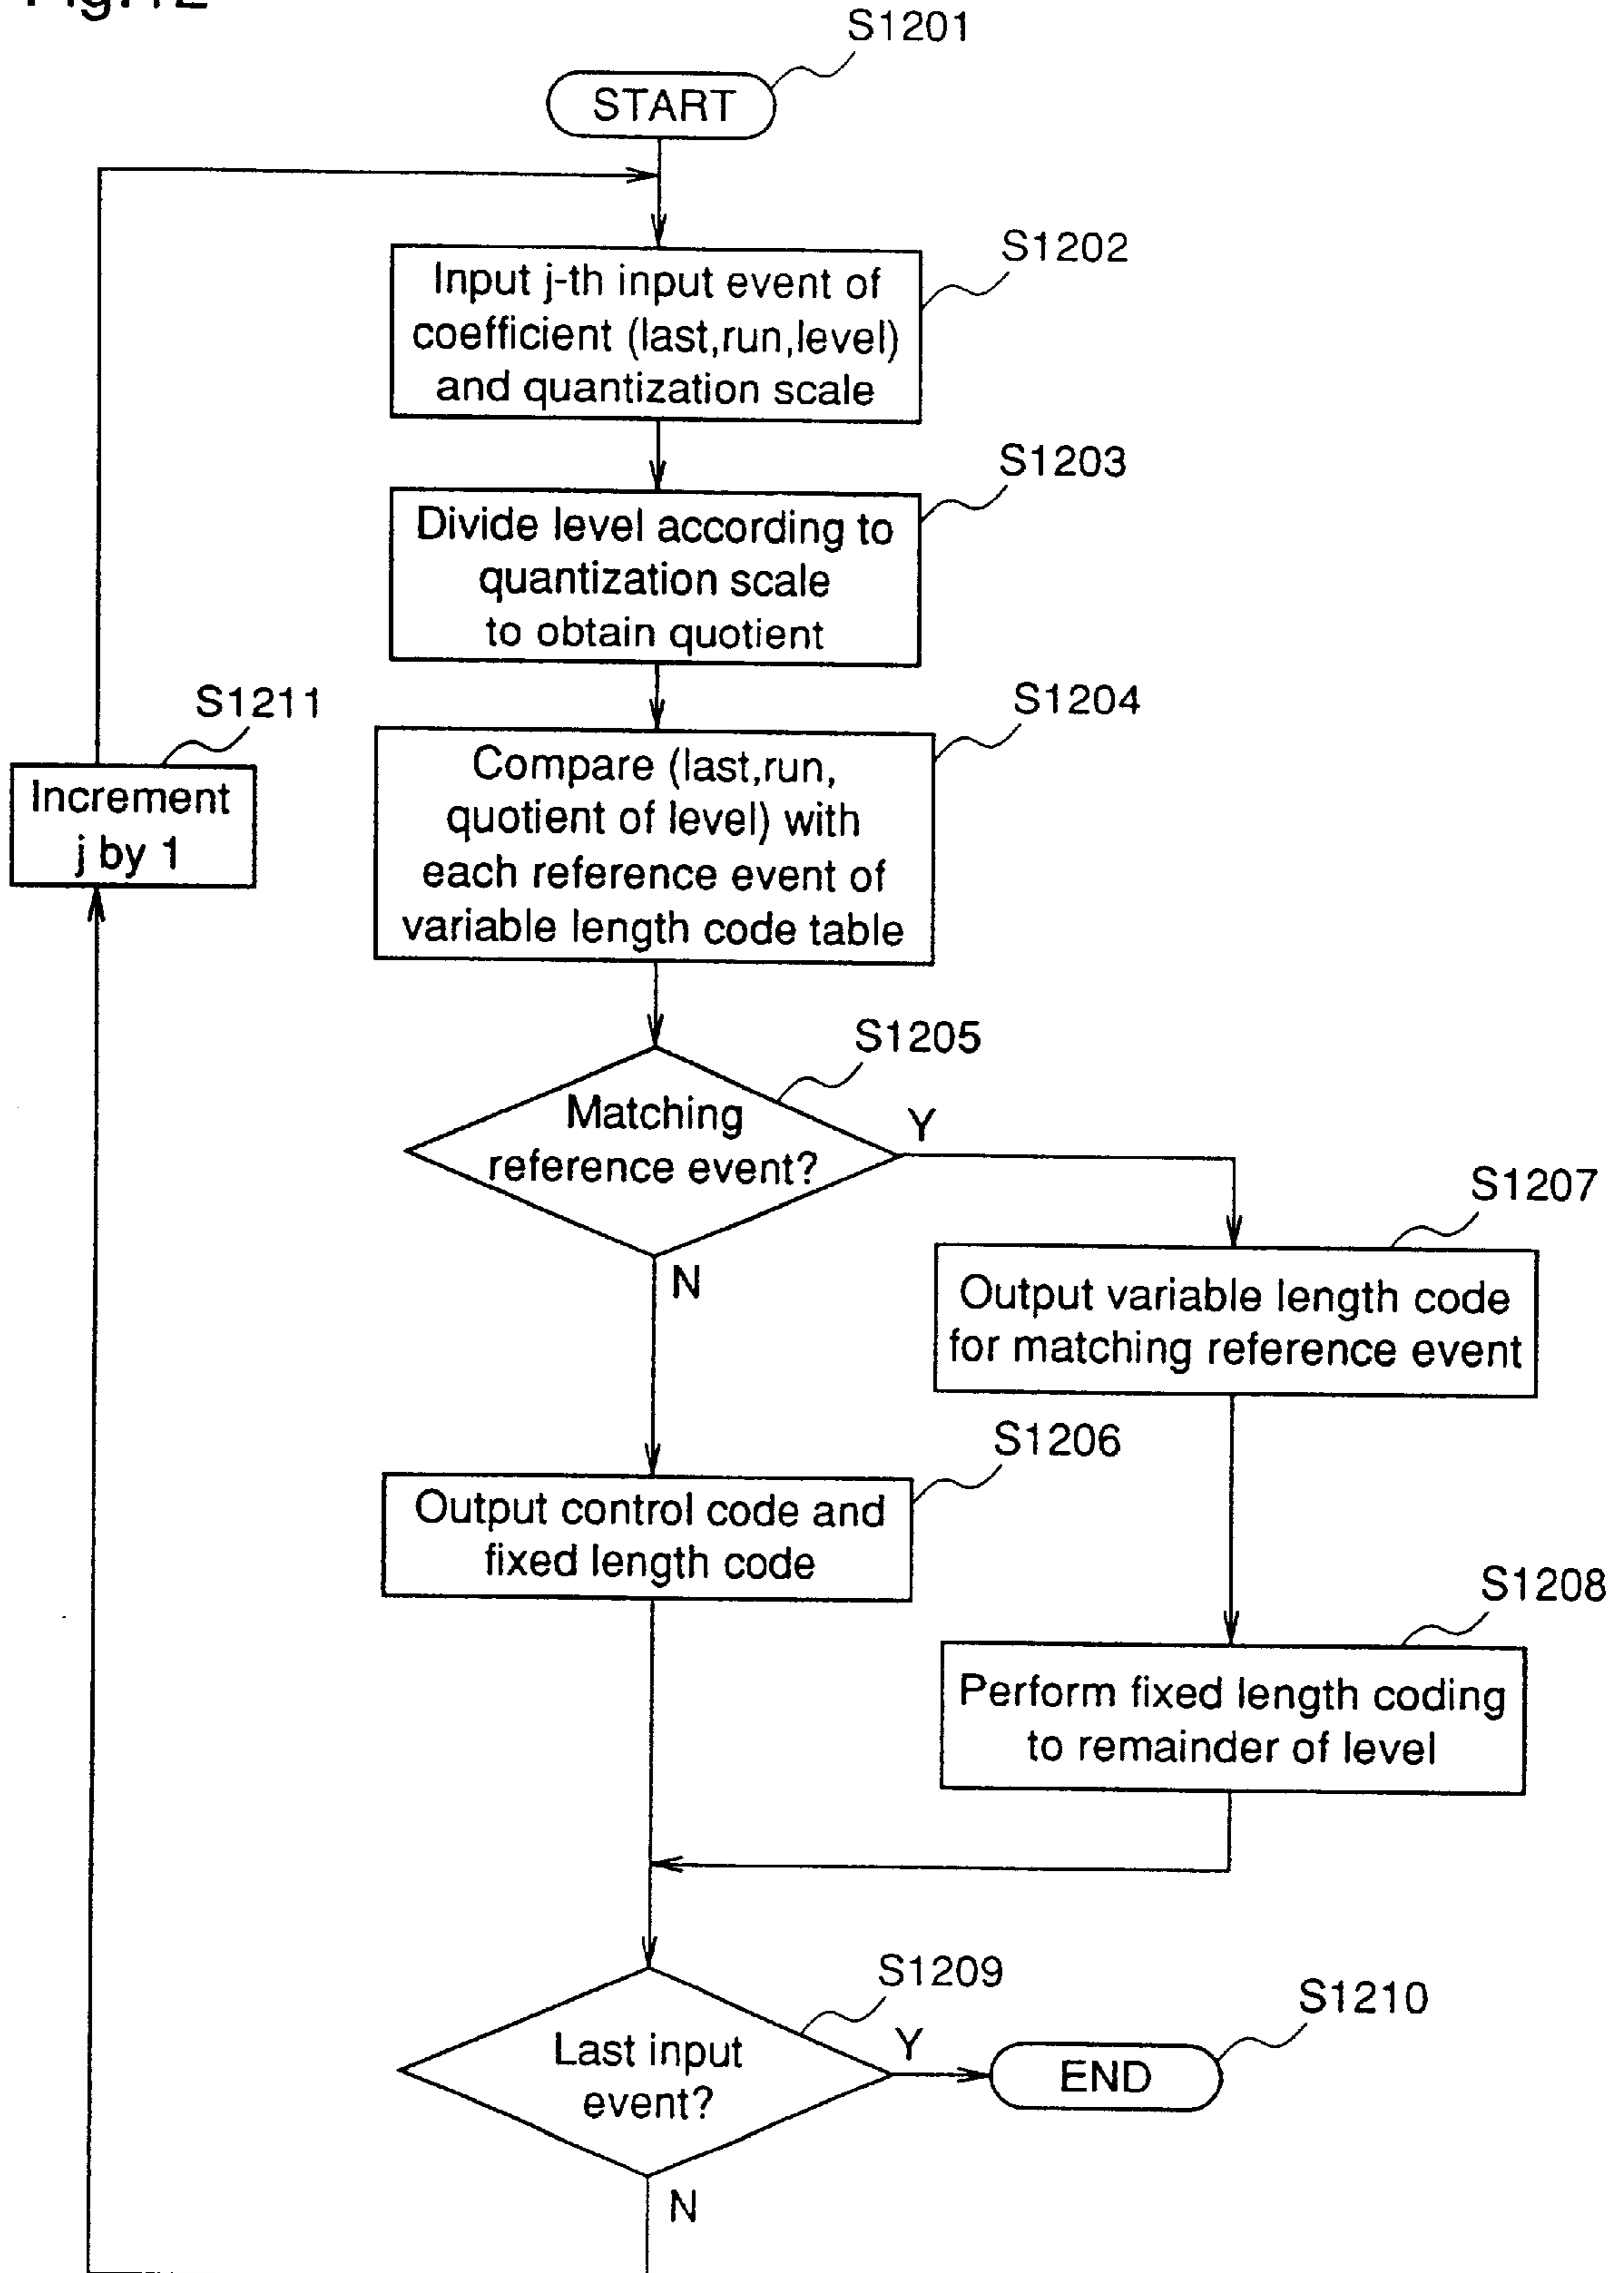 S1201
START
S1202
Input j-th input event of
coefficient (last,run,level)
and quantization scale
S1203
Divide level according to
quantization scale
to obtain quotient
S1211
Increment
j by 1
S1204
Compare (last,run,
quotient of level) with
each reference event of
variable length code table
S1205
Matching
reference event?
Y
N
S1207
Output variable length code
for matching reference event
S1206
Output control code and
fixed length code
S1208
Perform fixed length coding
to remainder of level
S1209
Last input
event?
Y
S1210
END
N